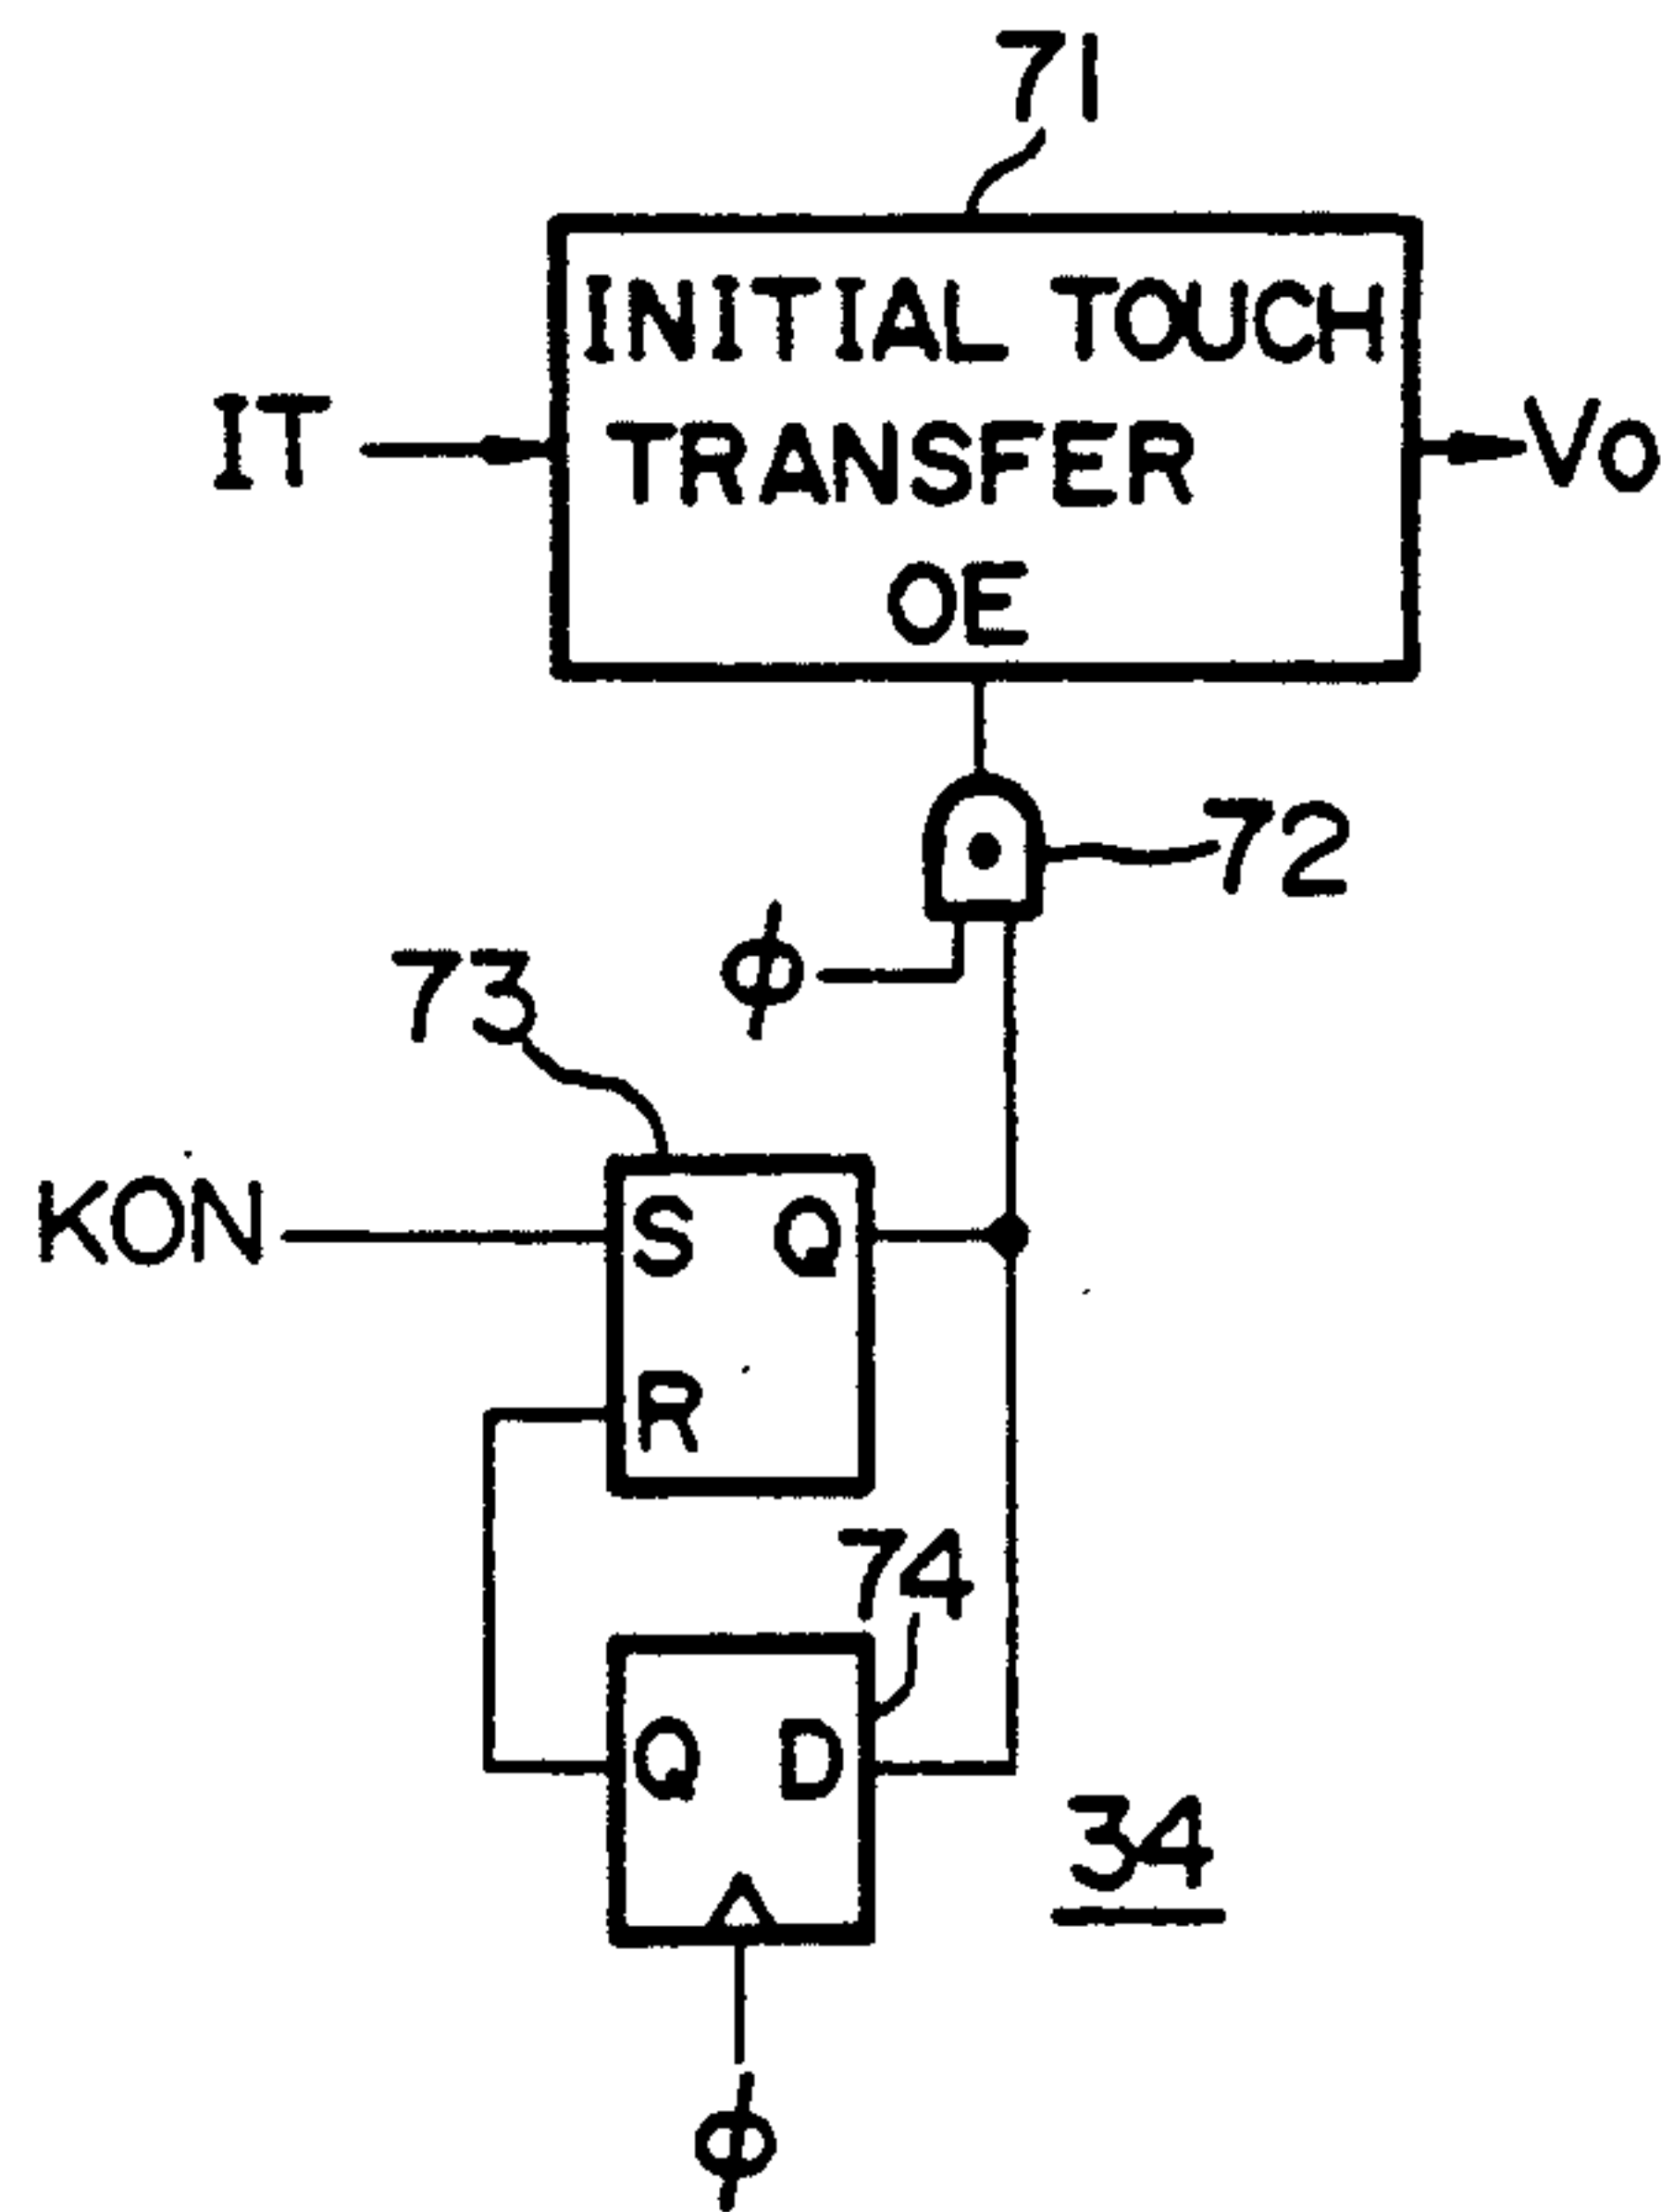 71
INITIAL TOUCH
TRANSFER
OE
IT
VO
72
φ
73
KON
S Q
R
74
Q D
34
φ